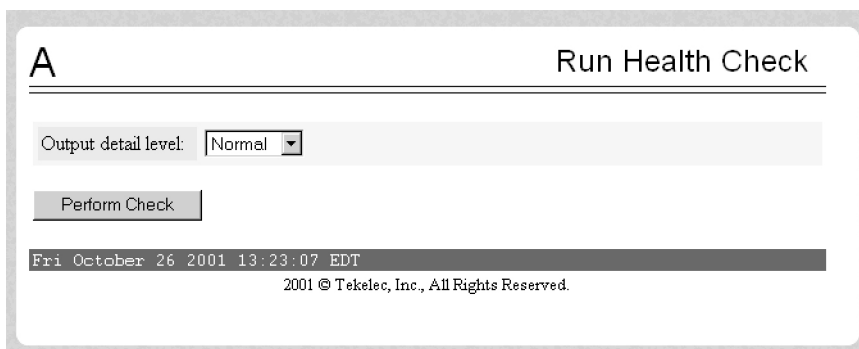 A Run Health Check
Output detail level: Normal
Perform Check
Fri October 26 2001 13:23:07 EDT
2001 © Tekelec, Inc., All Rights Reserved.